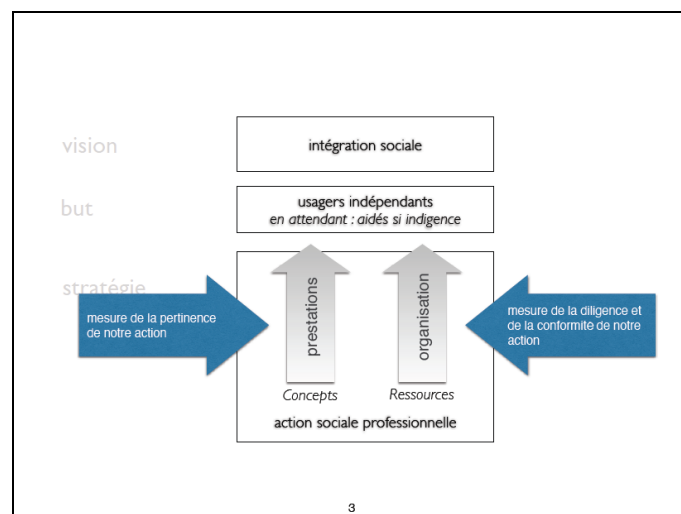 vision
intégration sociale
but
usagers indépendants
en attendant : aidés si indigence
stratégie
mesure de la pertinence
de notre action
prestations
organisation
mesure de la diligence et
de la conformité de notre
action
Concepts
Ressources
action sociale professionnelle
3